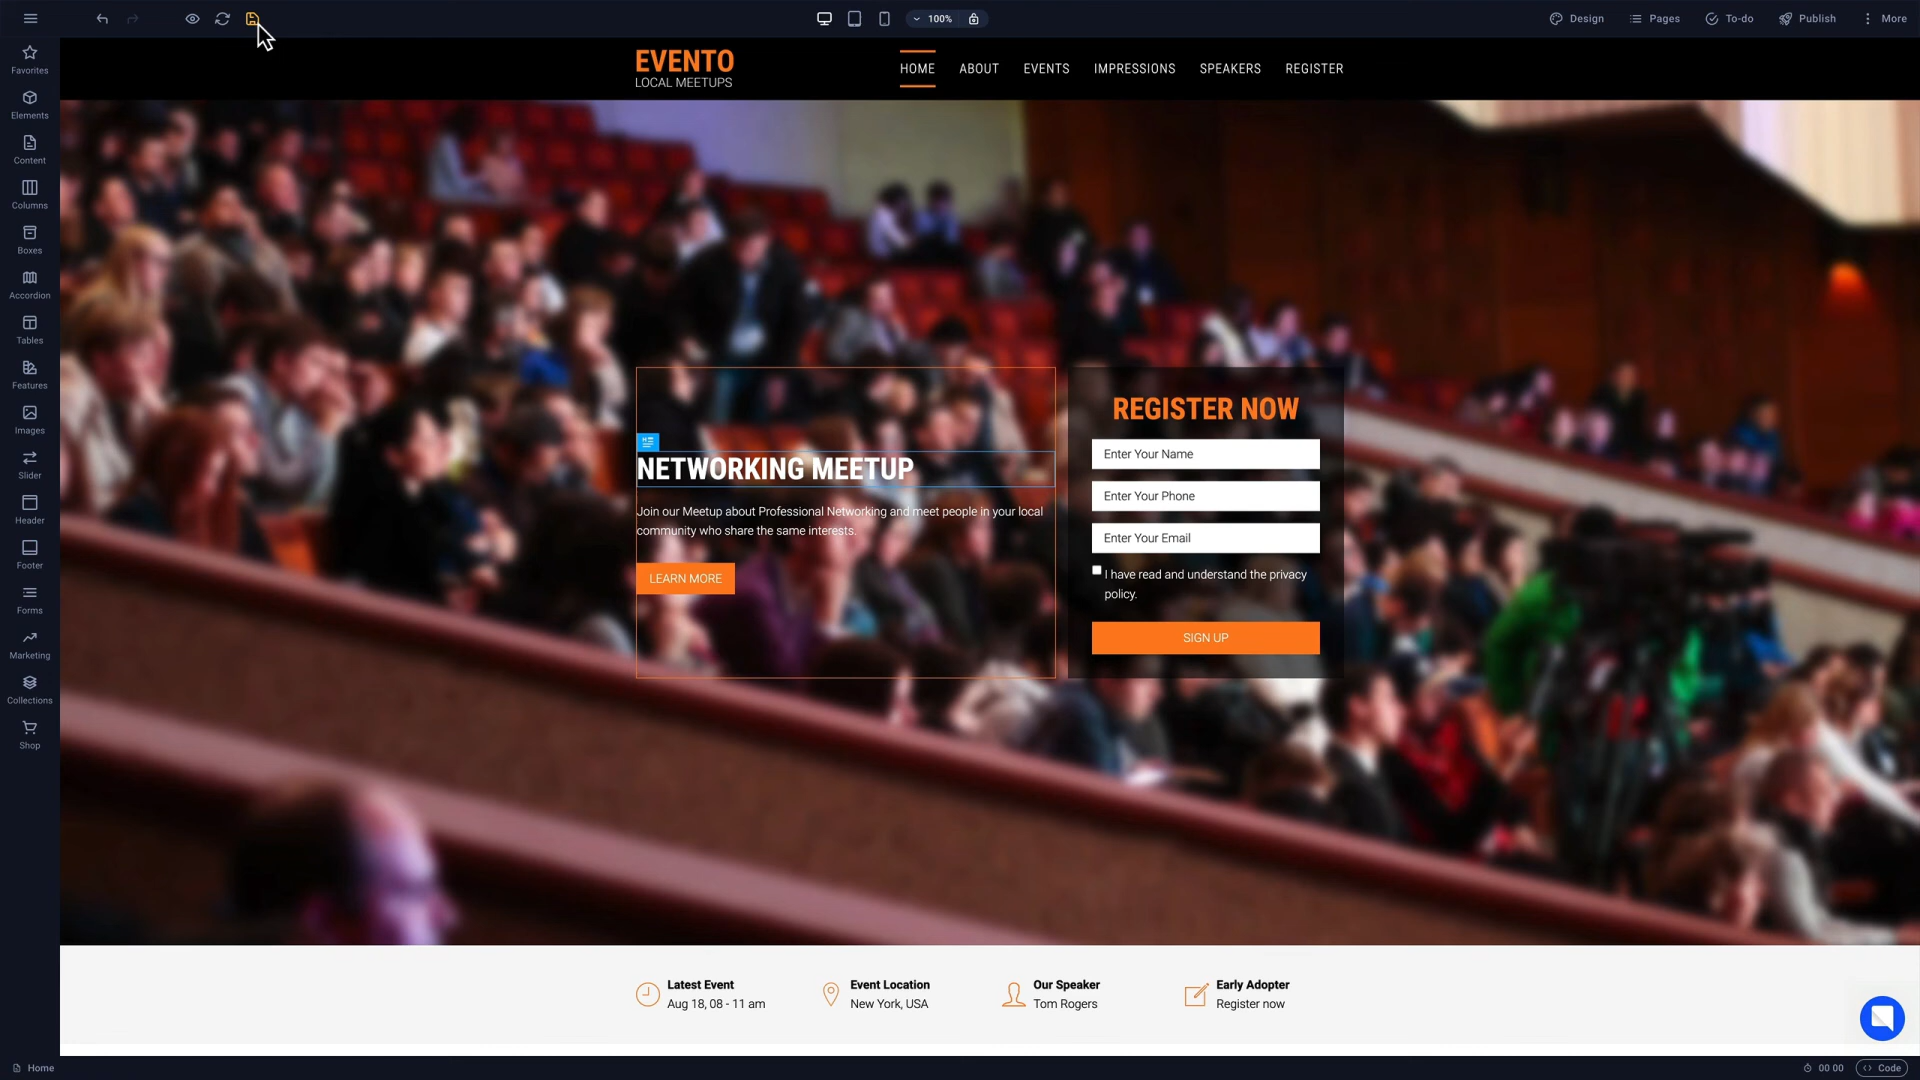 100%
Design
Pages
To-do
Publish
More
Favorites
Elements
Content
Columns
Boxes
Accordion
Tables
Features
Images
Slider
Header
Footer
Forms
Marketing
Collections
Shop
EVENTO
LOCAL MEETUPS
HOME ABOUT EVENTS IMPRESSIONS SPEAKERS REGISTER
NETWORKING MEETUP
Join our Meetup about Professional Networking and meet people in your local
community who share the same interests.
LEARN MORE
REGISTER NOW
Enter Your Name
Enter Your Phone
Enter Your Email
I have read and understand the privacy
policy.
SIGN UP
Latest Event
Aug 18, 08 - 11 am
Event Location
New York, USA
Our Speaker
Tom Rogers
Early Adopter
Register now
Home
00 00
Code